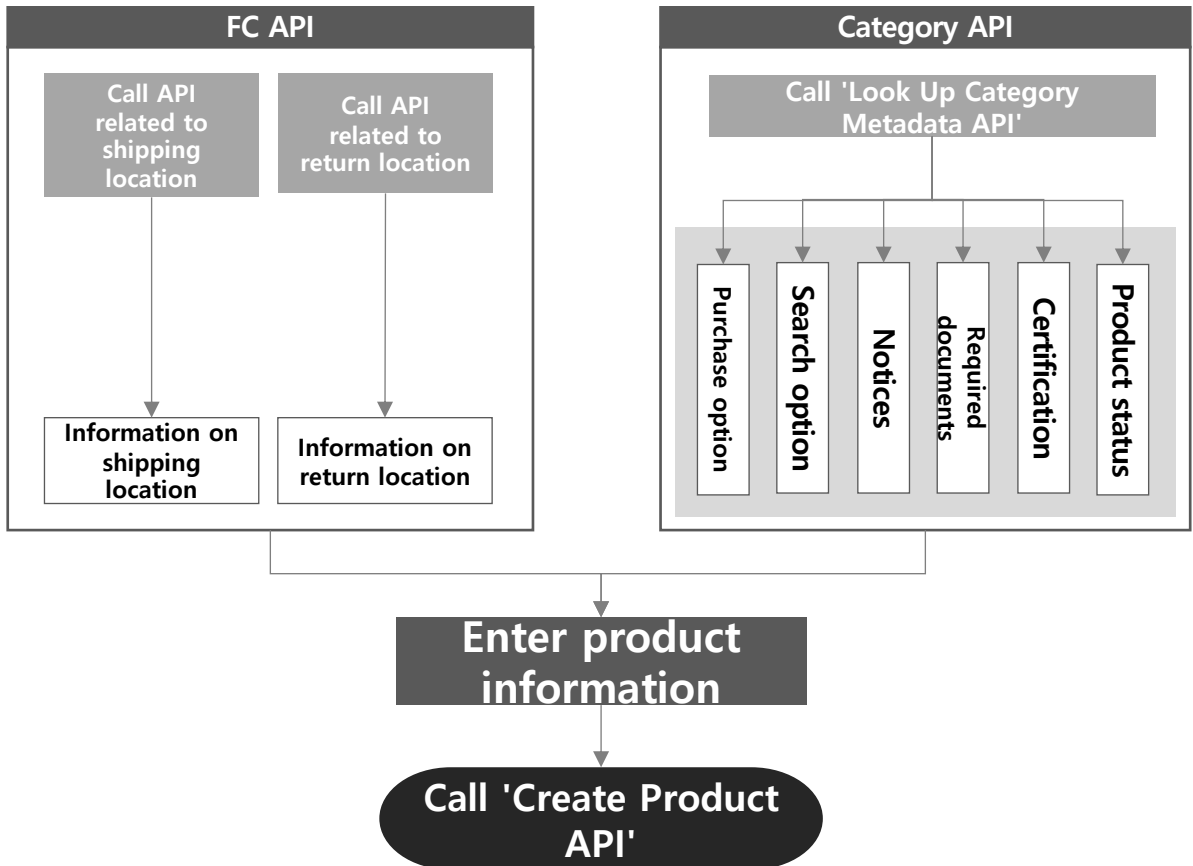 FC API
Call API
related to
shipping
location
Call API
related to
return location
Information on
shipping
location
Information on
return location
Category API
Call 'Look Up Category
Metadata API'
Purchase option
Search option
Notices
Required
documents
Certification
Product status
Enter product
information
Call 'Create Product
API'